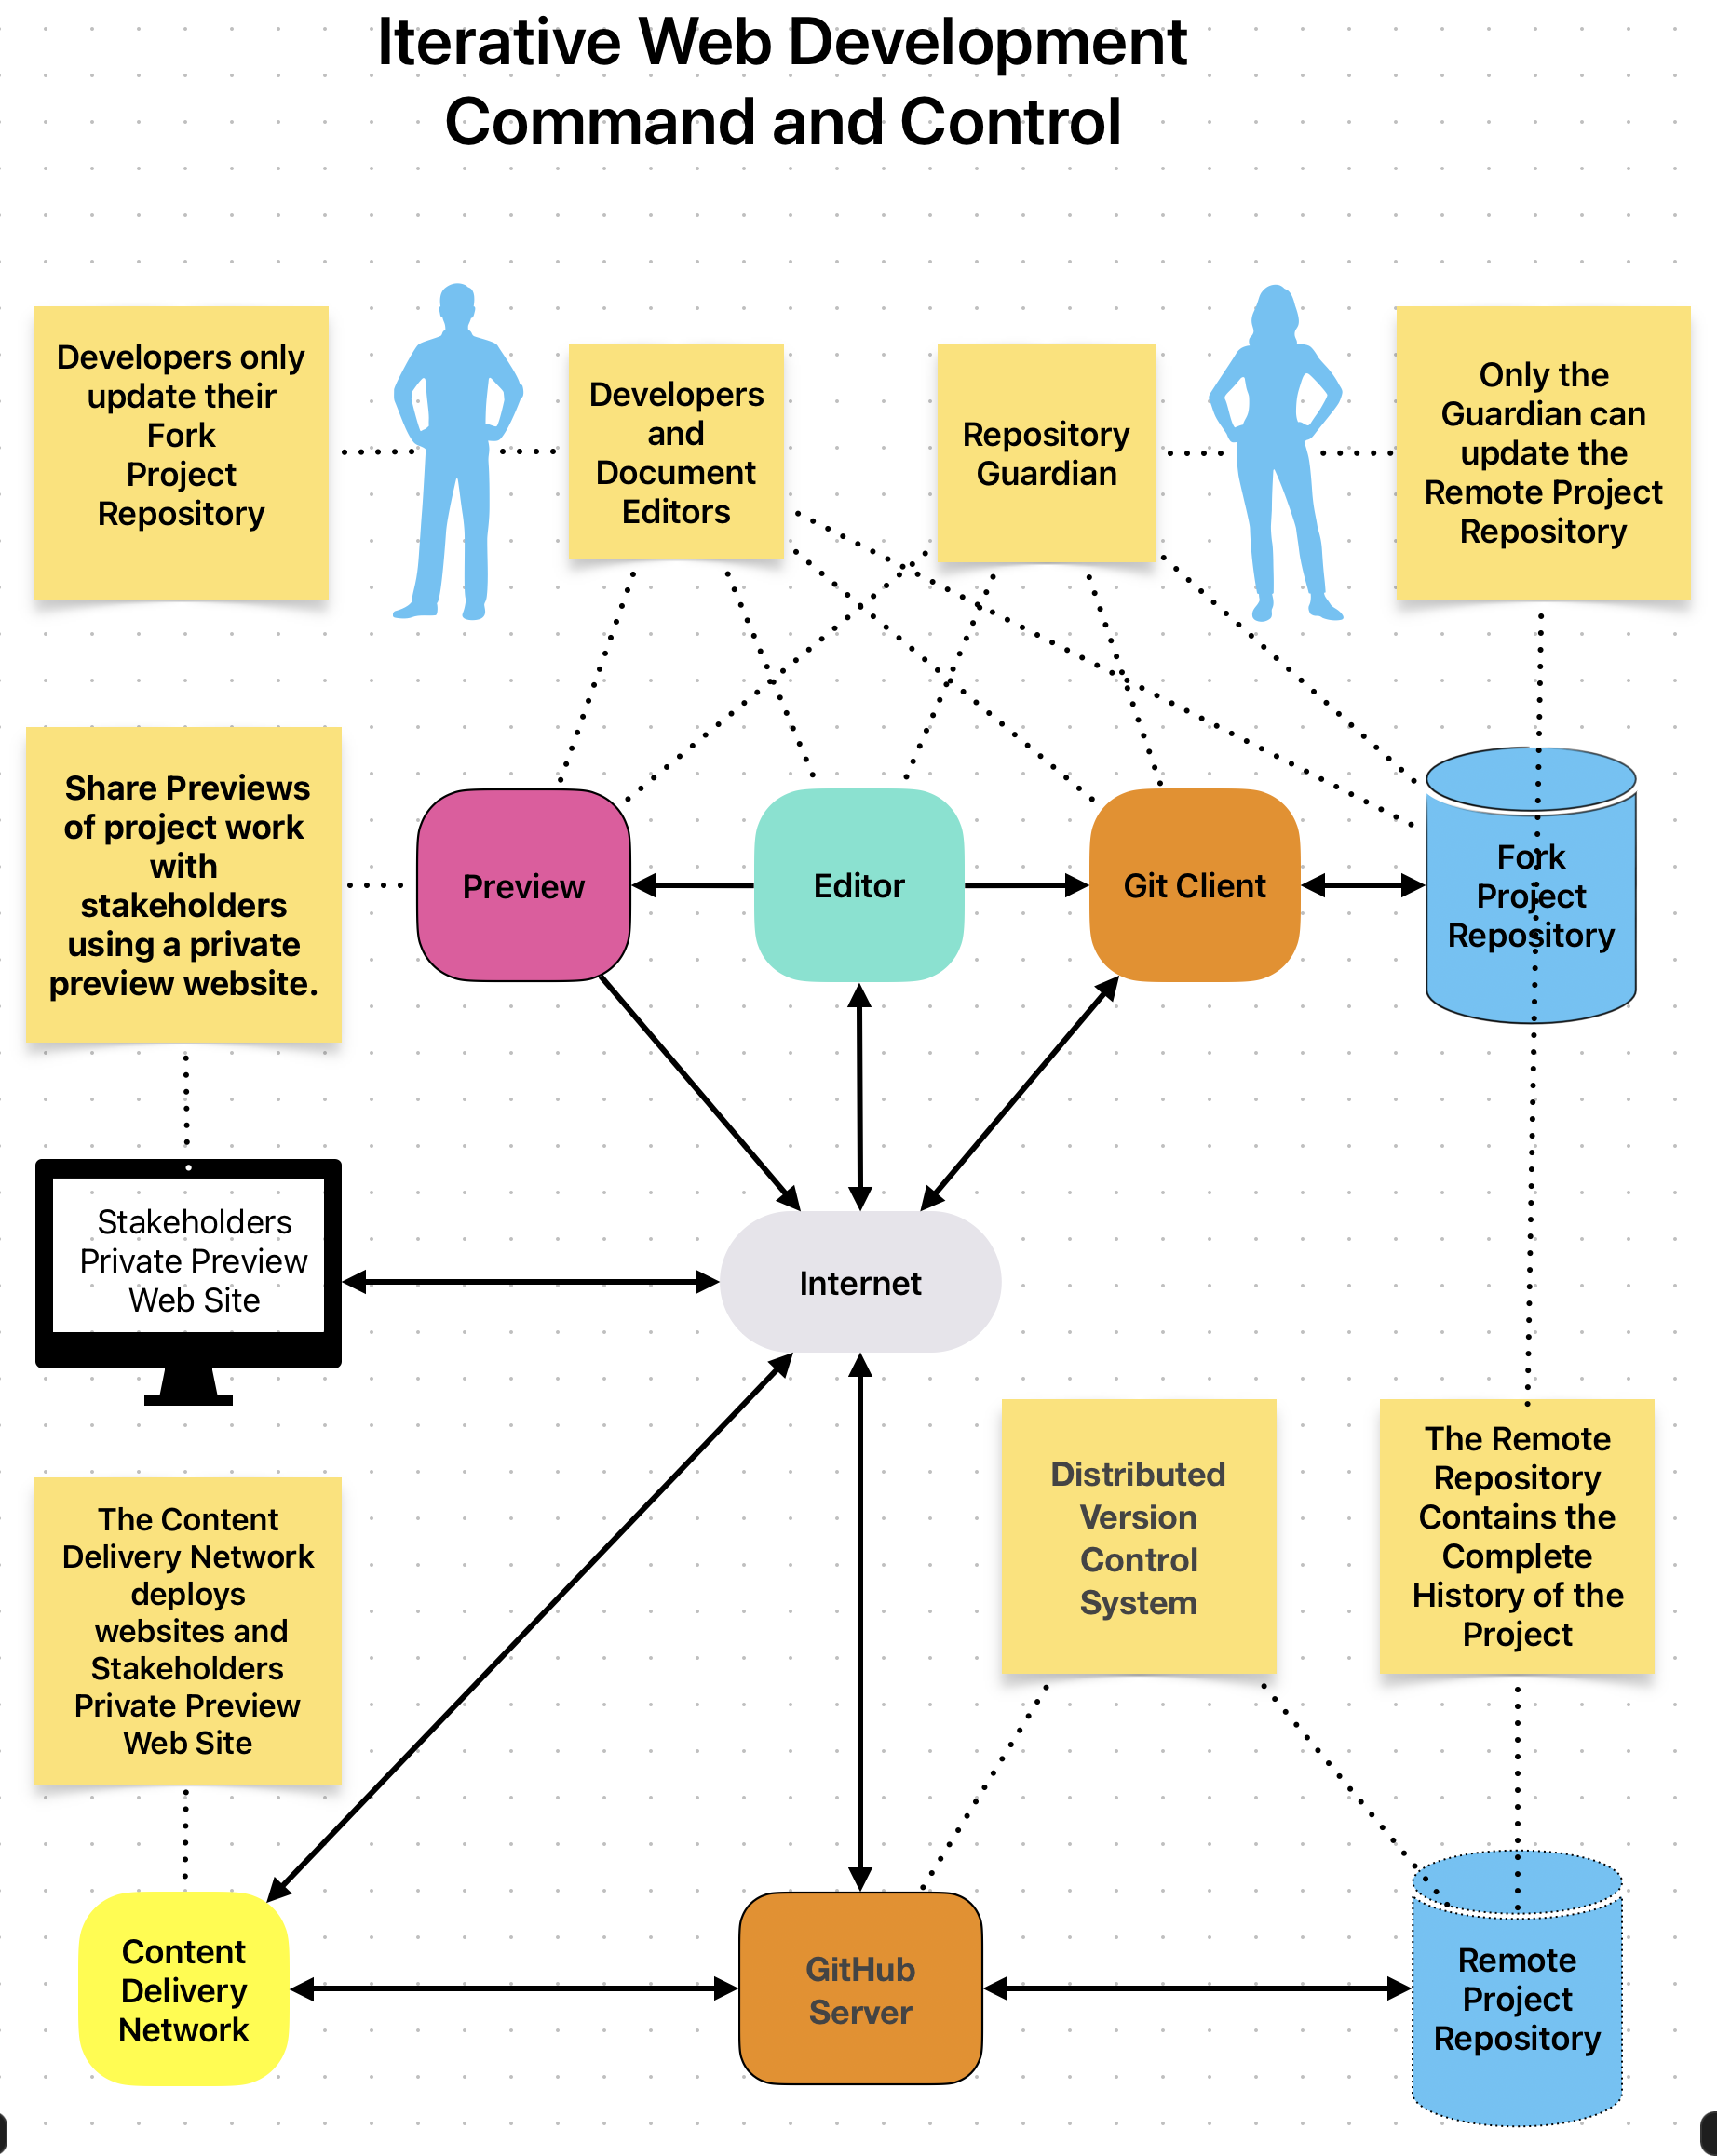 Iterative Web Development
Command and Control
Developers only
update their
Fork
Project
Repository
Developers
and
Document
Editors
Repository
Guardian
Only the
Guardian can
update the
Remote Project
Repository
Share Previews
of project work
with
stakeholders
using a private
preview website.
Preview
Editor
Git Client
Fork
Project
Repository
Stakeholders
Private Preview
Web Site
Internet
The Content
Delivery Network
deploys
websites and
Stakeholders
Private Preview
Web Site
Distributed
Version
Control
System
The Remote
Repository
Contains the
Complete
History of the
Project
Content
Delivery
Network
GitHub
Server
Remote
Project
Repository